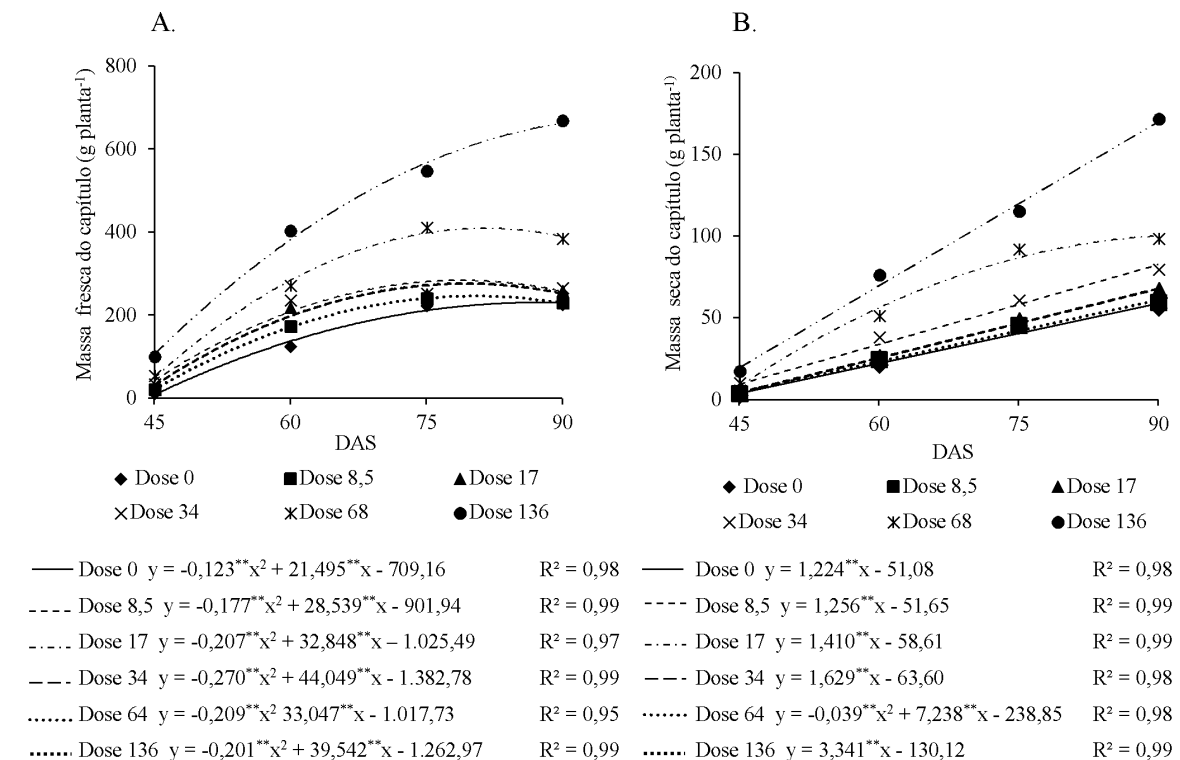 A.
Massa fresca do capítulo (g planta-1)
800
600
400
200
0
45 60 75 90
DAS
Dose 0 Dose 8,5 Dose 17
Dose 34 Dose 68 Dose 136
Dose 0 y = -0,123**x² + 21,495**x - 709,16 R² = 0,98
Dose 8,5 y = -0,177**x² + 28,539**x - 901,94 R² = 0,99
Dose 17 y = -0,207**x² + 32,848**x – 1.025,49 R² = 0,97
Dose 34 y = -0,270**x² + 44,049**x - 1.382,78 R² = 0,99
Dose 64 y = -0,209**x² 33,047**x - 1.017,73 R² = 0,95
Dose 136 y = -0,201**x² + 39,542**x - 1.262,97 R² = 0,99
B.
Massa seca do capítulo (g planta-1)
200
150
100
50
0
45 60 75 90
DAS
Dose 0 Dose 8,5 Dose 17
Dose 34 Dose 68 Dose 136
Dose 0 y = 1,224**x - 51,08 R² = 0,98
Dose 8,5 y = 1,256**x - 51,65 R² = 0,99
Dose 17 y = 1,410**x - 58,61 R² = 0,99
Dose 34 y = 1,629**x - 63,60 R² = 0,98
Dose 64 y = -0,039**x² + 7,238**x - 238,85 R² = 0,98
Dose 136 y = 3,341**x - 130,12 R² = 0,99